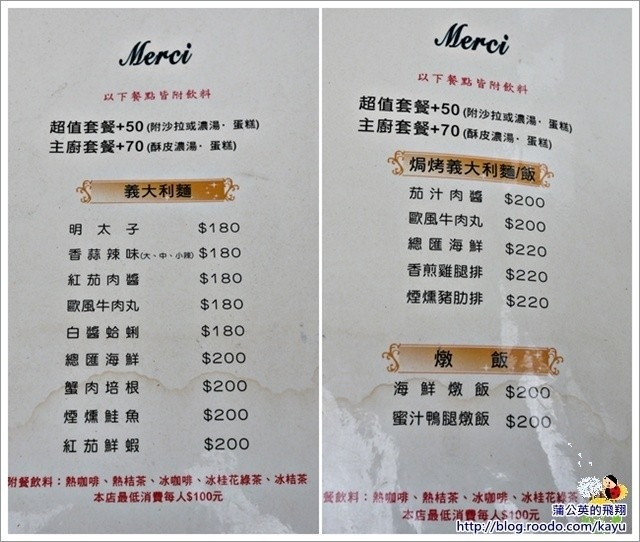 Merci
以下餐點皆附飲料
超值套餐+50(附沙拉或濃湯．蛋糕)
主廚套餐+70(酥皮濃湯．蛋糕)
義大利麵
明太子 $180
香蒜辣味(大、中、小辣) $180
紅茄肉醬 $180
歐風牛肉丸 $180
白醬蛤蜊 $180
總匯海鮮 $200
蟹肉培根 $200
煙燻鮭魚 $200
紅茄鮮蝦 $200
附餐飲料：熱咖啡、熱桔茶、冰咖啡、冰桂花綠茶、冰桔茶
本店最低消費每人$100元
Merci
以下餐點皆附飲料
超值套餐+50(附沙拉或濃湯．蛋糕)
主廚套餐+70(酥皮濃湯．蛋糕)
焗烤義大利麵/飯
茄汁肉醬 $200
歐風牛肉丸 $200
總匯海鮮 $220
香煎雞腿排 $220
煙燻豬肋排 $220
燉飯
海鮮燉飯 $200
蜜汁鴨腿燉飯 $200
餐飲料：熱咖啡、熱桔茶、冰咖啡、冰桂花綠茶、冰桔茶
本店最低消費每人$100元
蒲公英的飛翔
http://blog.roodo.com/kayu